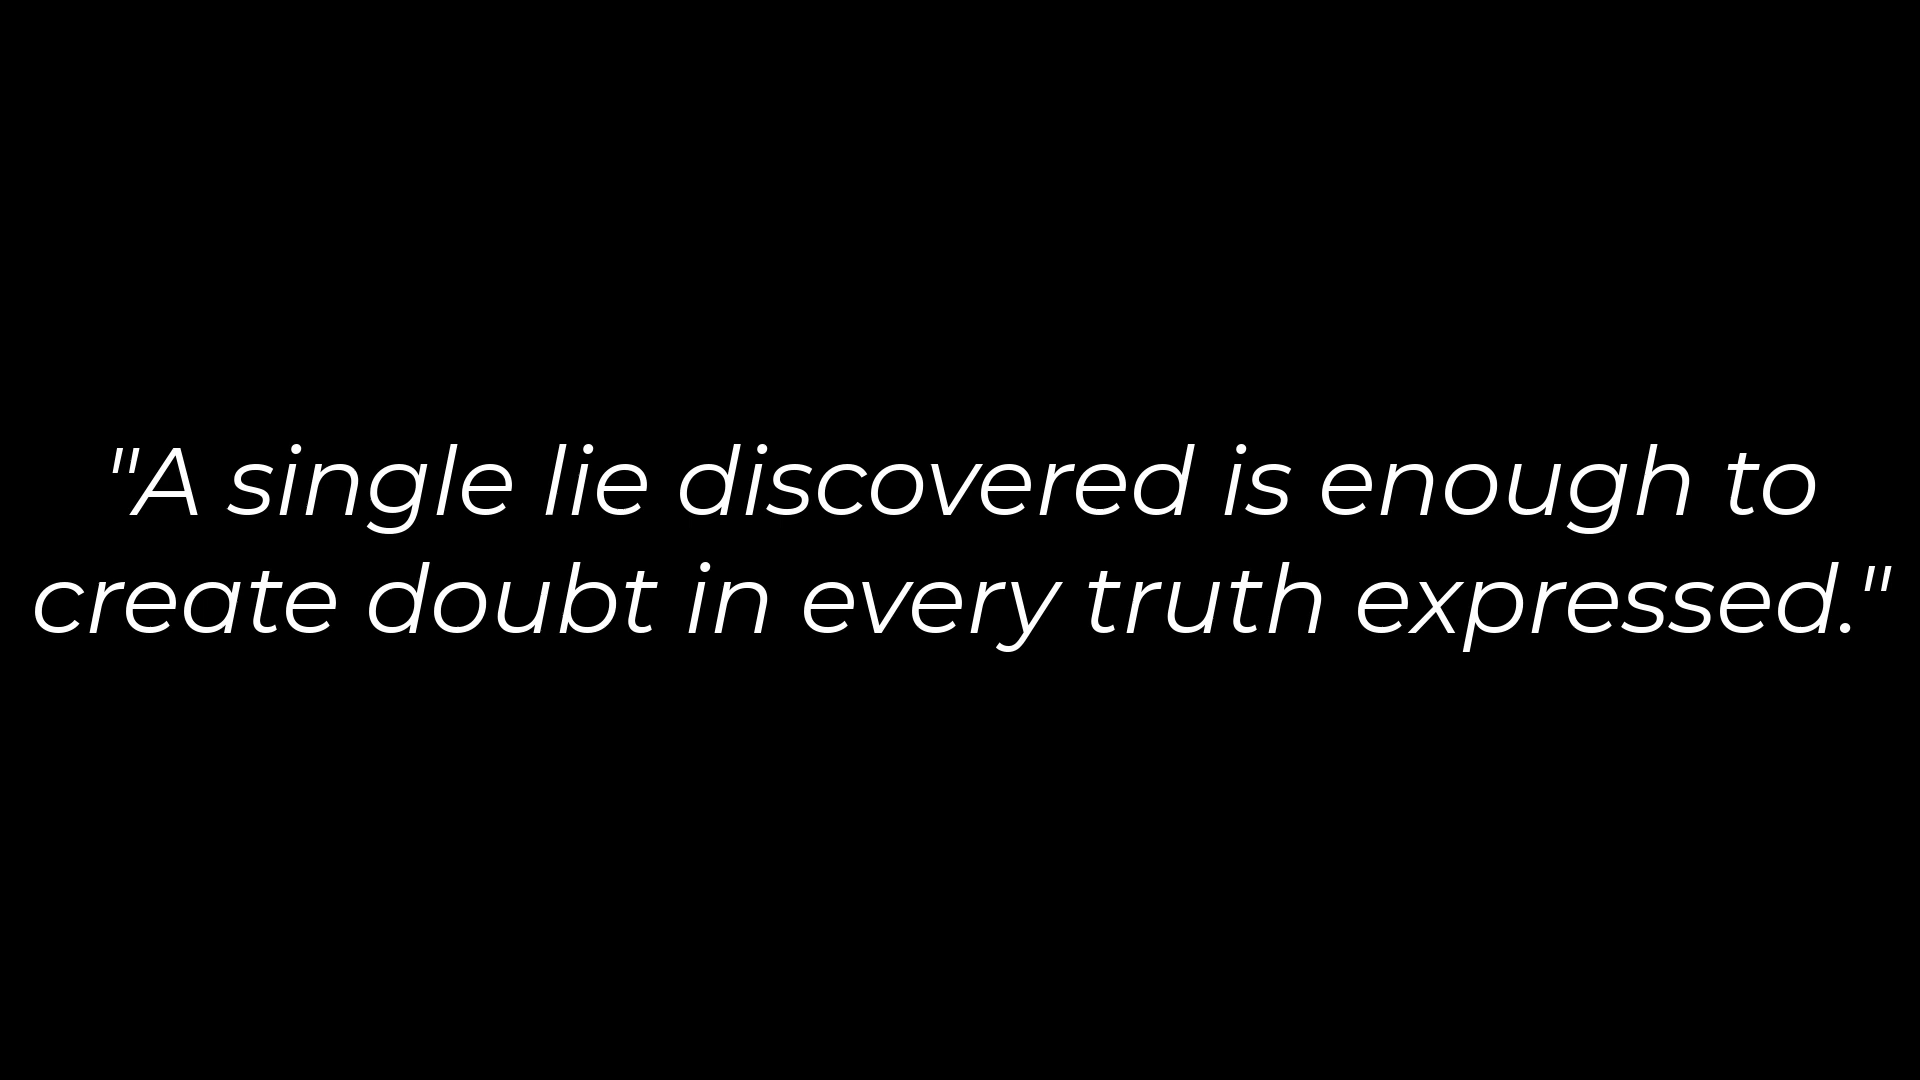 "A single lie discovered is enough to
create doubt in every truth expressed."